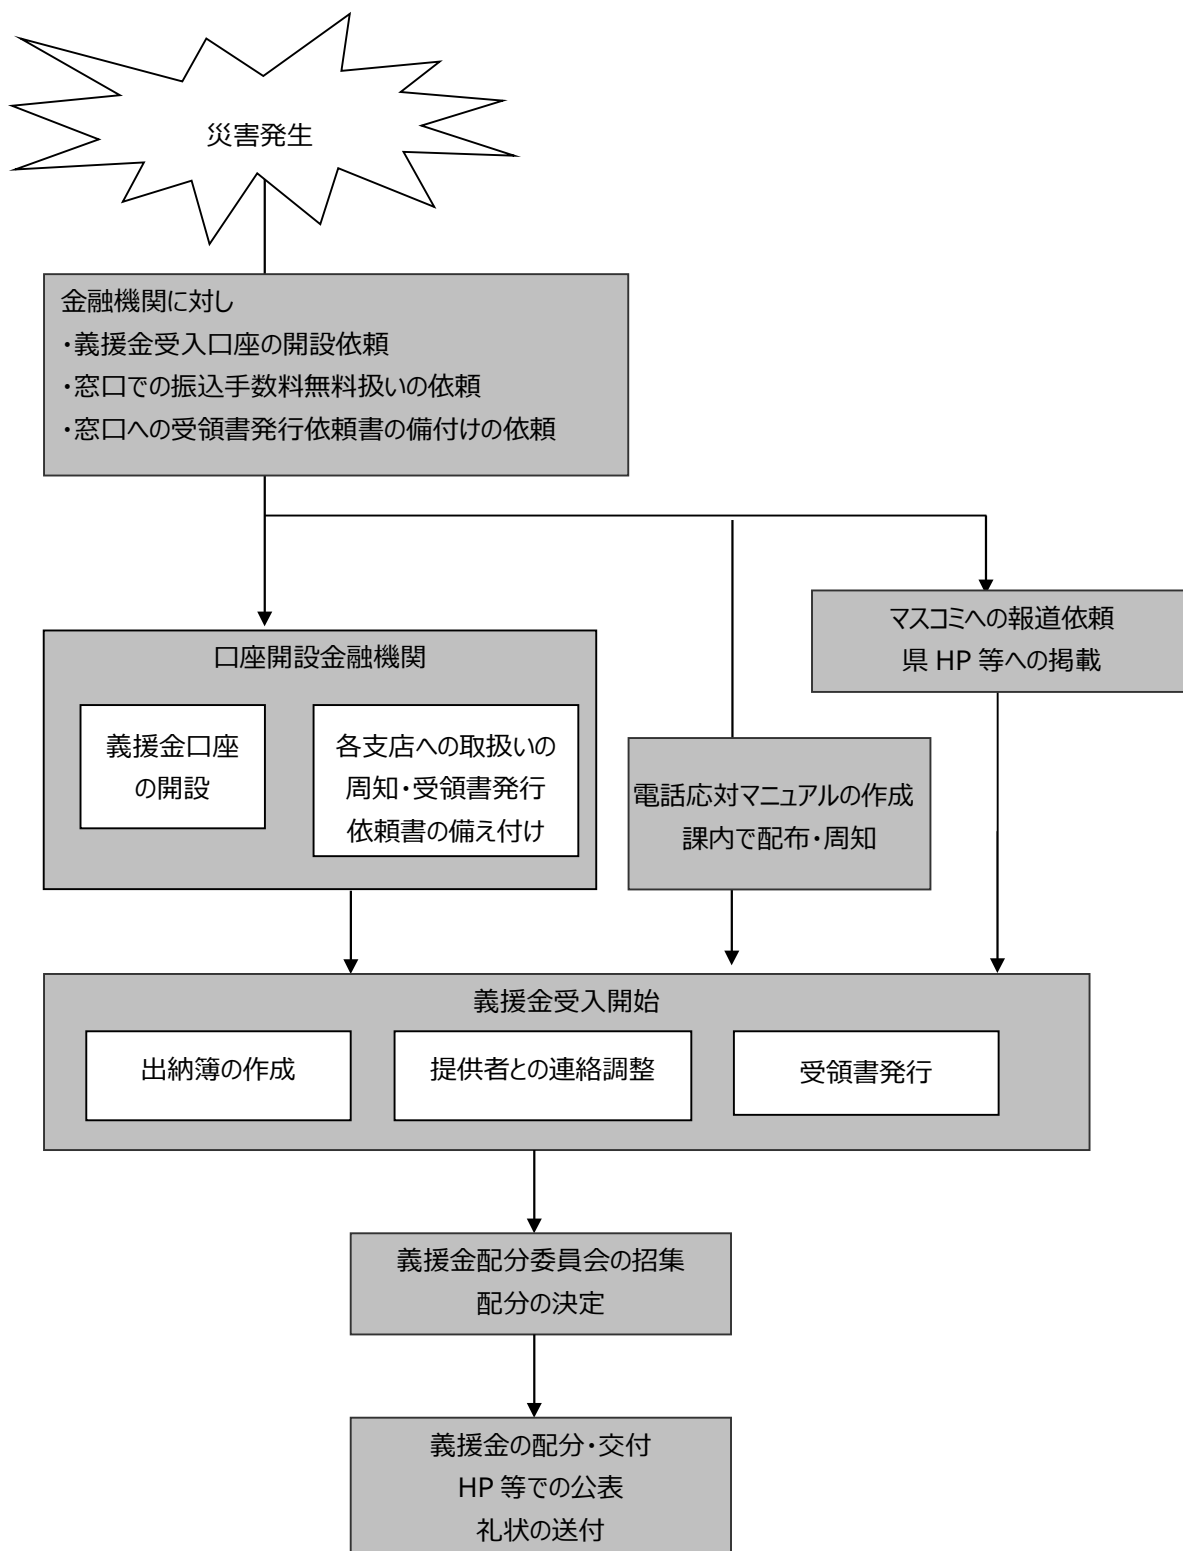 災害発生
金融機関に対し
・義援金受入口座の開設依頼
・窓口での振込手数料無料扱いの依頼
・窓口への受領書発行依頼書の備付けの依頼
マスコミへの報道依頼
県 HP 等への掲載
口座開設金融機関
義援金口座
の開設
各支店への取扱いの
周知・受領書発行
依頼書の備え付け
電話応対マニュアルの作成
課内で配布・周知
義援金受入開始
出納簿の作成
提供者との連絡調整
受領書発行
義援金配分委員会の招集
配分の決定
義援金の配分・交付
HP 等での公表
礼状の送付